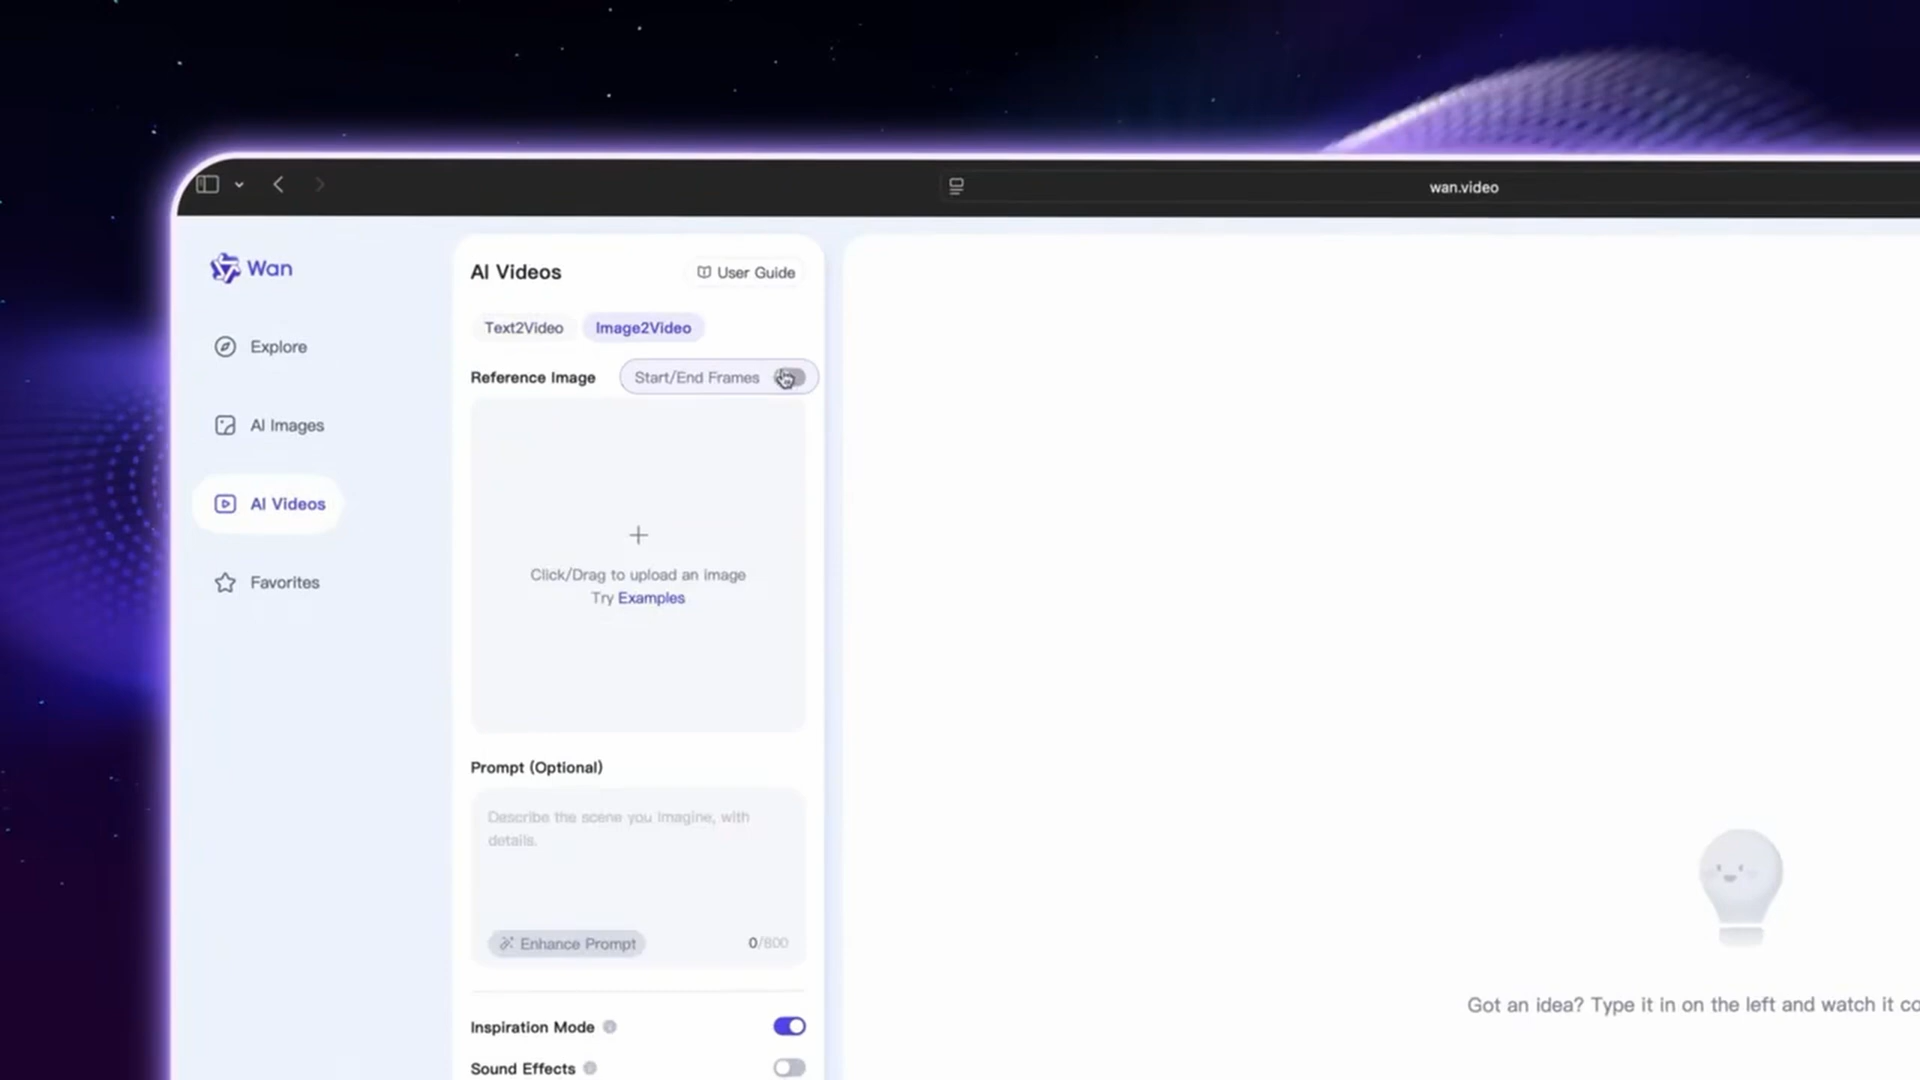 wan.video
Wan
Explore
AI Images
AI Videos
Favorites
AI Videos
User Guide
Text2Video
Image2Video
Reference Image
Start/End Frames
Click/Drag to upload an image
Try Examples
Prompt (Optional)
Describe the scene you imagine, with
details.
Enhance Prompt
0/800
Inspiration Mode
Sound Effects
Got an idea? Type it in on the left and watch it co